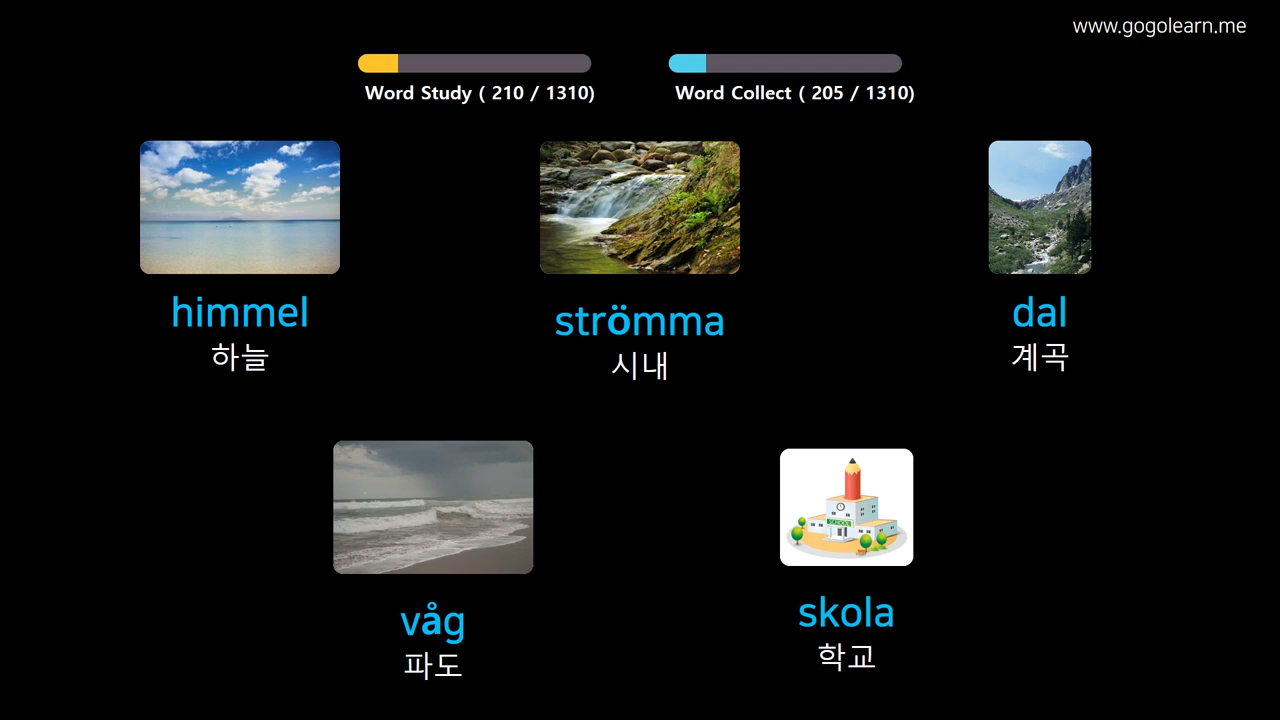 www.gogolearn.me
Word Study ( 210 / 1310)
Word Collect ( 205 / 1310)
himmel
하늘
strömma
시내
dal
계곡
våg
파도
SCHOOL
skola
학교